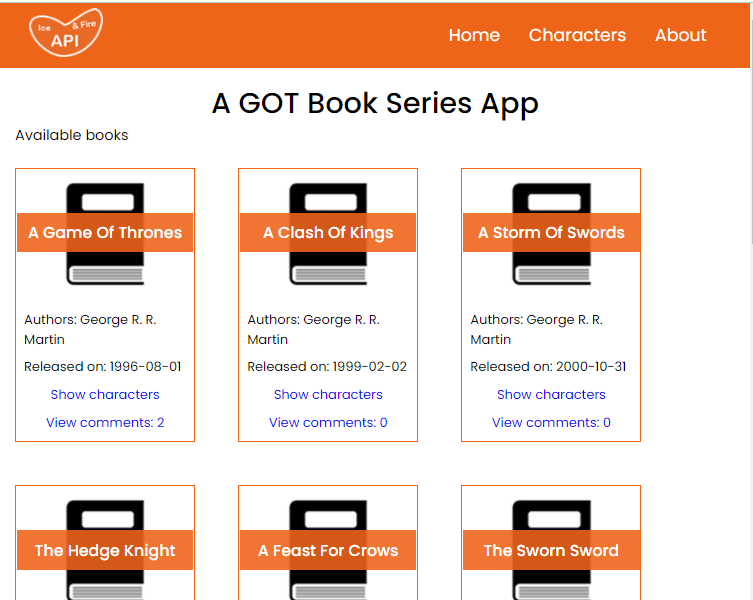 Ice & Fire
API
Home Characters About
A GOT Book Series App
Available books
A Game Of Thrones
Authors: George R. R.
Martin
Released on: 1996-08-01
Show characters
View comments: 2
A Clash Of Kings
Authors: George R. R.
Martin
Released on: 1999-02-02
Show characters
View comments: 0
A Storm Of Swords
Authors: George R. R.
Martin
Released on: 2000-10-31
Show characters
View comments: 0
The Hedge Knight
A Feast For Crows
The Sworn Sword